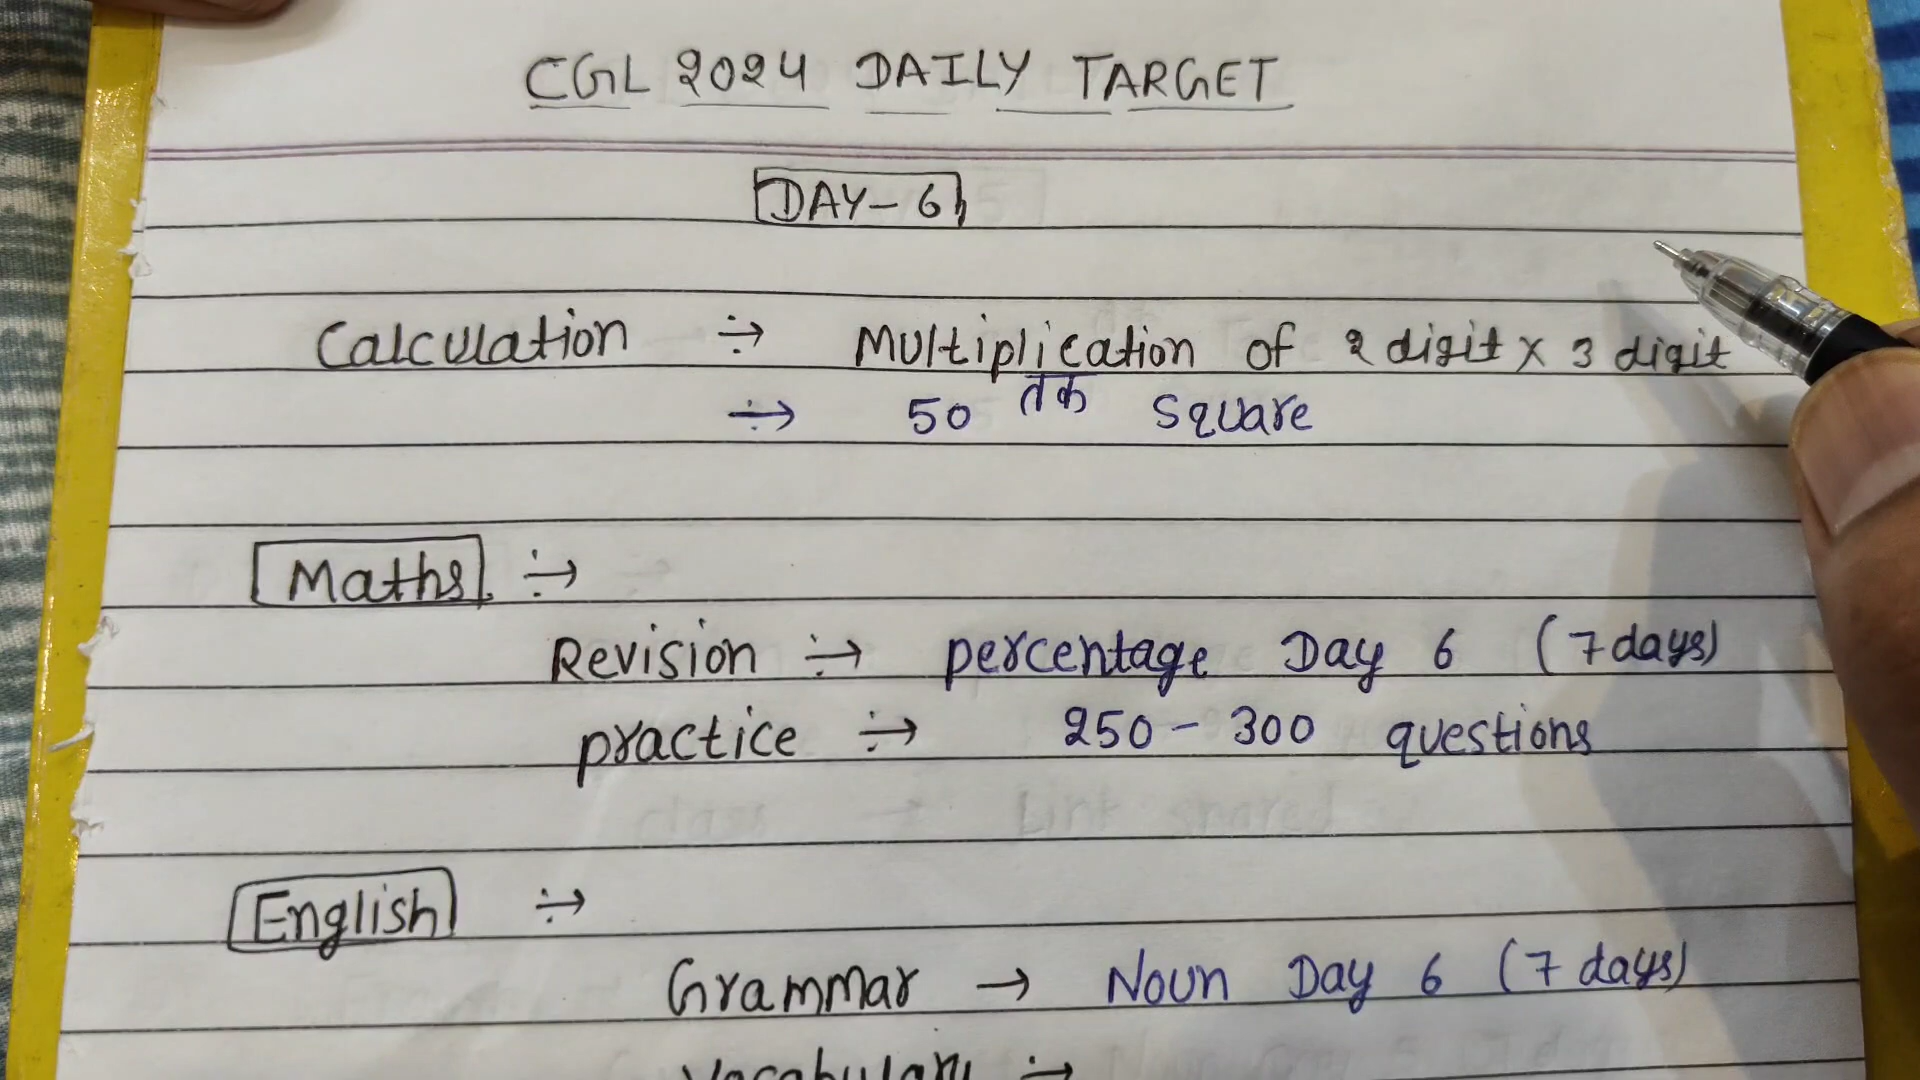 CGL 2024 DAILY TARGET
DAY-6
Calculation ÷> Multiplication of 2 digit x 3 digit
÷> 50 तक Square
Maths ÷>
Revision ÷> percentage Day 6 (7 days)
practice ÷> 250 - 300 questions
English ÷>
Grammar → Noun Day 6 (7 days)
Vocabulary ÷>